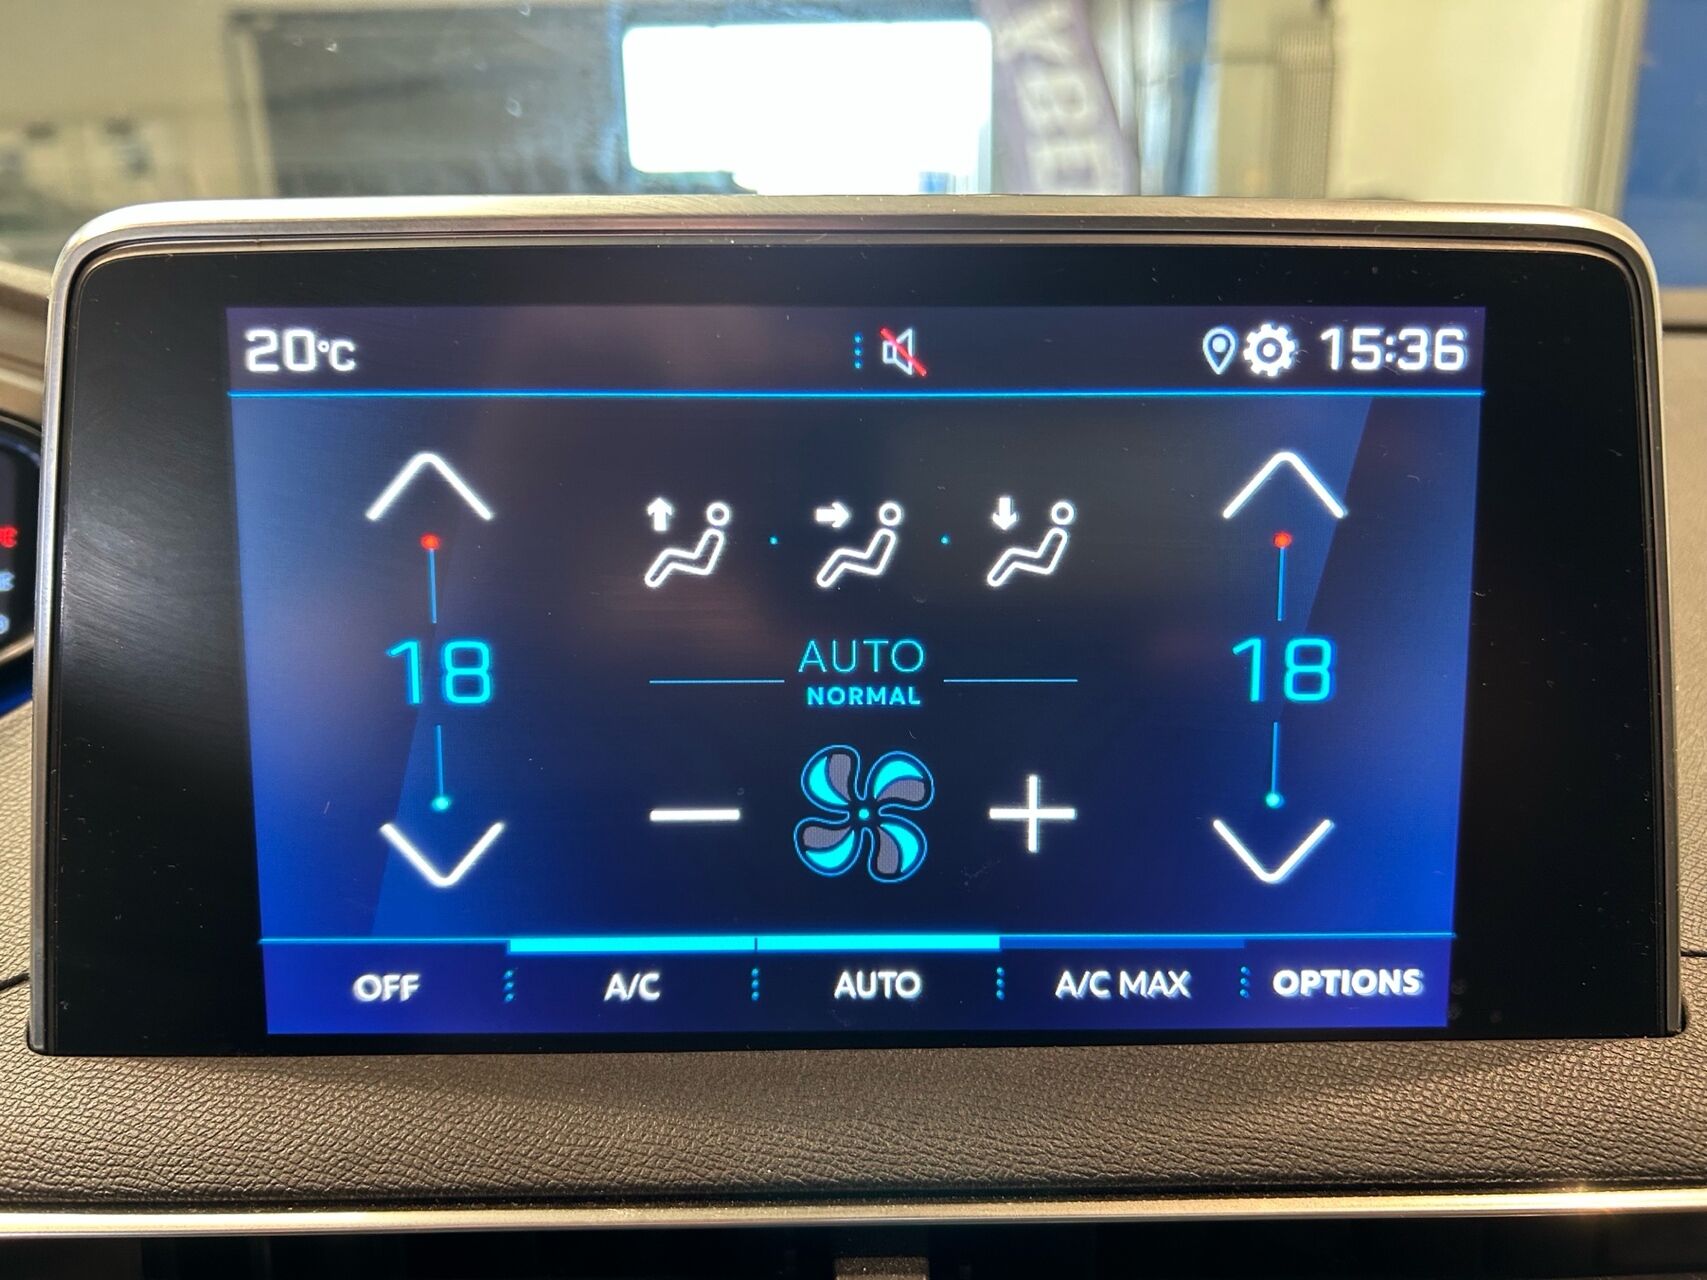 20°C
15:36
18
AUTO
NORMAL
18
OFF
A/C
AUTO
A/C MAX
OPTIONS